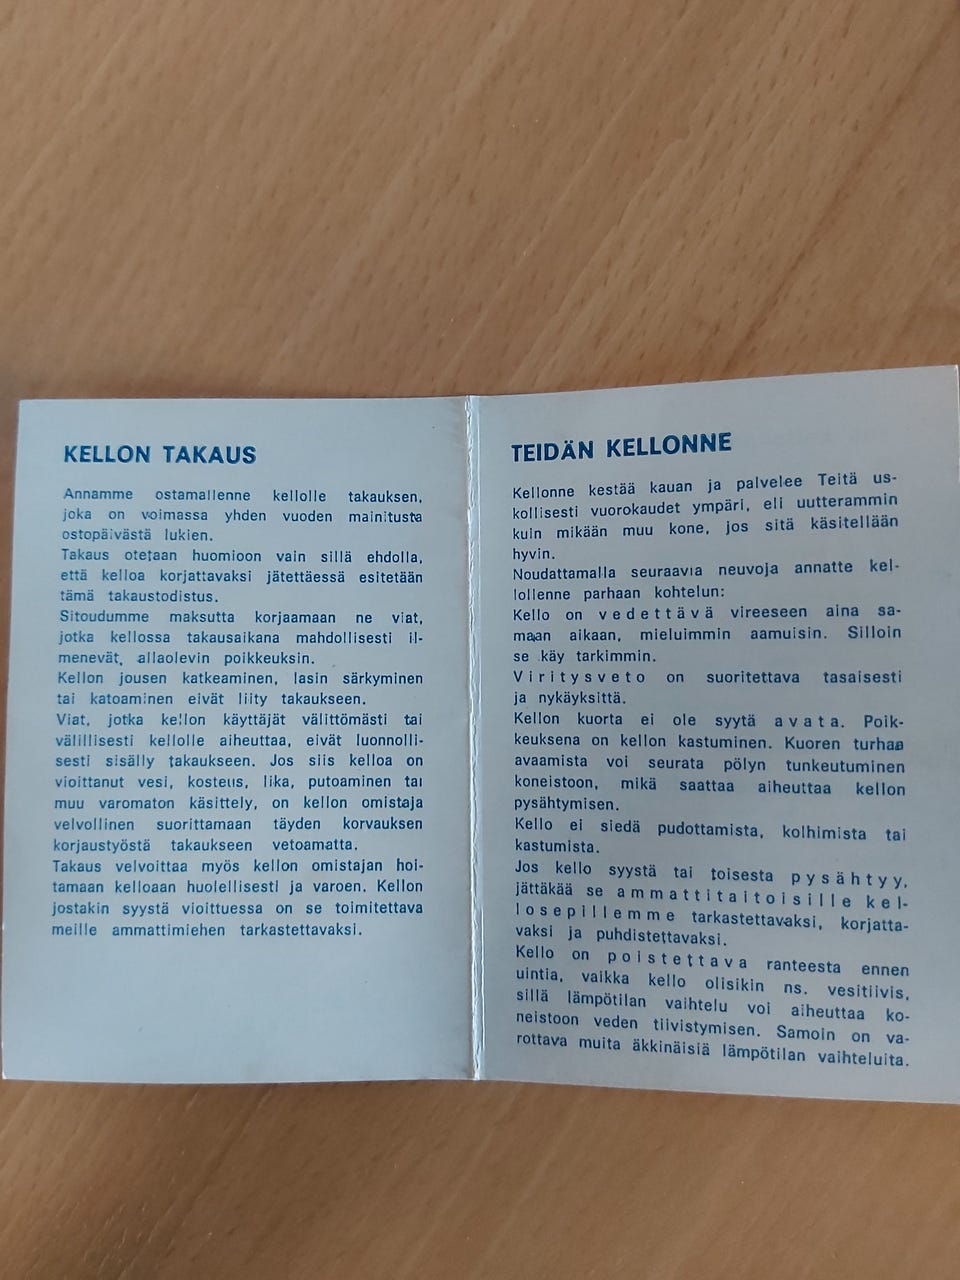 KELLON TAKAUS
Annamme ostamallenne kellolle takauksen,
joka on voimassa yhden vuoden mainitusta
ostopäivästä lukien.
Takaus otetaan huomioon vain sillä ehdolla,
että kelloa korjattavaksi jätettäessä esitetään
tämä takaustodistus.
Sitoudumme maksutta korjaamaan ne viat,
jotka kellossa takausaikana mahdollisesti il-
menevät, allaolevin poikkeuksin.
Kellon jousen katkeaminen, lasin särkyminen
tai katoaminen eivät liity takaukseen.
Viat, jotka kellon käyttäjät välittömästi tai
välillisesti kellolle aiheuttaa, eivät luonnolli-
sesti sisälly takaukseen. Jos siis kelloa on
vioittanut vesi, kosteus, lika, putoaminen tai
muu varomaton käsittely, on kellon omistaja
velvollinen suorittamaan täyden korvauksen
korjaustyöstä takaukseen vetoamatta.
Takaus velvoittaa myös kellon omistajan hoi-
tamaan kelloaan huolellisesti ja varoen. Kellon
jostakin syystä vioittuessa on se toimitettava
meille ammattimiehen tarkastettavaksi.
TEIDÄN KELLONNE
Kellonne kestää kauan ja palvelee Teitä us-
kollisesti vuorokaudet ympäri, eli uutterammin
kuin mikään muu kone, jos sitä käsitellään
hyvin.
Noudattamalla seuraavia neuvoja annatte kel-
lollenne parhaan kohtelun:
Kello on vedettävä vireeseen aina sa-
maan aikaan, mieluimmin aamuisin. Silloin
se käy tarkimmin.
Viritysveto on suoritettava tasaisesti
ja nykäyksittä.
Kellon kuorta ei ole syytä avata. Poik-
keuksena on kellon kastuminen. Kuoren turhaa
avaamista voi seurata pölyn tunkeutuminen
koneistoon, mikä saattaa aiheuttaa kellon
pysähtymisen.
Kello ei siedä pudottamista, kolhimista tai
kastumista.
Jos kello syystä tai toisesta pysähtyy,
jättäkää se ammattitaitoisille kel-
losepillemme tarkastettavaksi, korjatta-
vaksi ja puhdistettavaksi.
Kello on poistettava ranteesta ennen
uintia, vaikka kello olisikin ns. vesitiivis,
sillä lämpötilan vaihtelu voi aiheuttaa ko-
neistoon veden tiivistymisen. Samoin on va-
rottava muita äkkinäisiä lämpötilan vaihteluita.